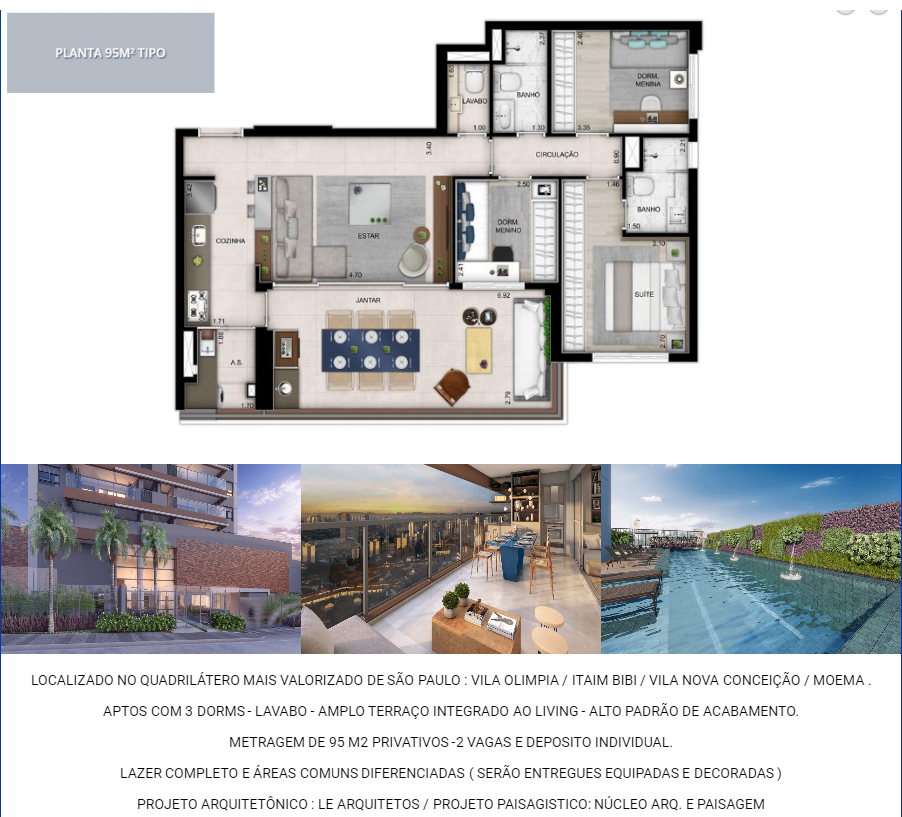 PLANTA 95M² TIPO
2.37
2.40
1.60
LAVABO
BANHO
DORM.
MENINA
1.00
1.30
3.35
3.40
CIRCULAÇÃO
0.90
2.21
3.42
2.50
1.46
BANHO
1.50
COZINHA
ESTAR
DORM.
MENINO
3.10
4.70
2.41
SUÍTE
JANTAR
6.92
1.71
1.88
2.70
A.S.
1.70
2.79
LOCALIZADO NO QUADRILÁTERO MAIS VALORIZADO DE SÃO PAULO : VILA OLIMPIA / ITAIM BIBI / VILA NOVA CONCEIÇÃO / MOEMA .
APTOS COM 3 DORMS - LAVABO - AMPLO TERRAÇO INTEGRADO AO LIVING - ALTO PADRÃO DE ACABAMENTO.
METRAGEM DE 95 M2 PRIVATIVOS -2 VAGAS E DEPOSITO INDIVIDUAL.
LAZER COMPLETO E ÁREAS COMUNS DIFERENCIADAS ( SERÃO ENTREGUES EQUIPADAS E DECORADAS )
PROJETO ARQUITETÔNICO : LE ARQUITETOS / PROJETO PAISAGISTICO: NÚCLEO ARQ. E PAISAGEM